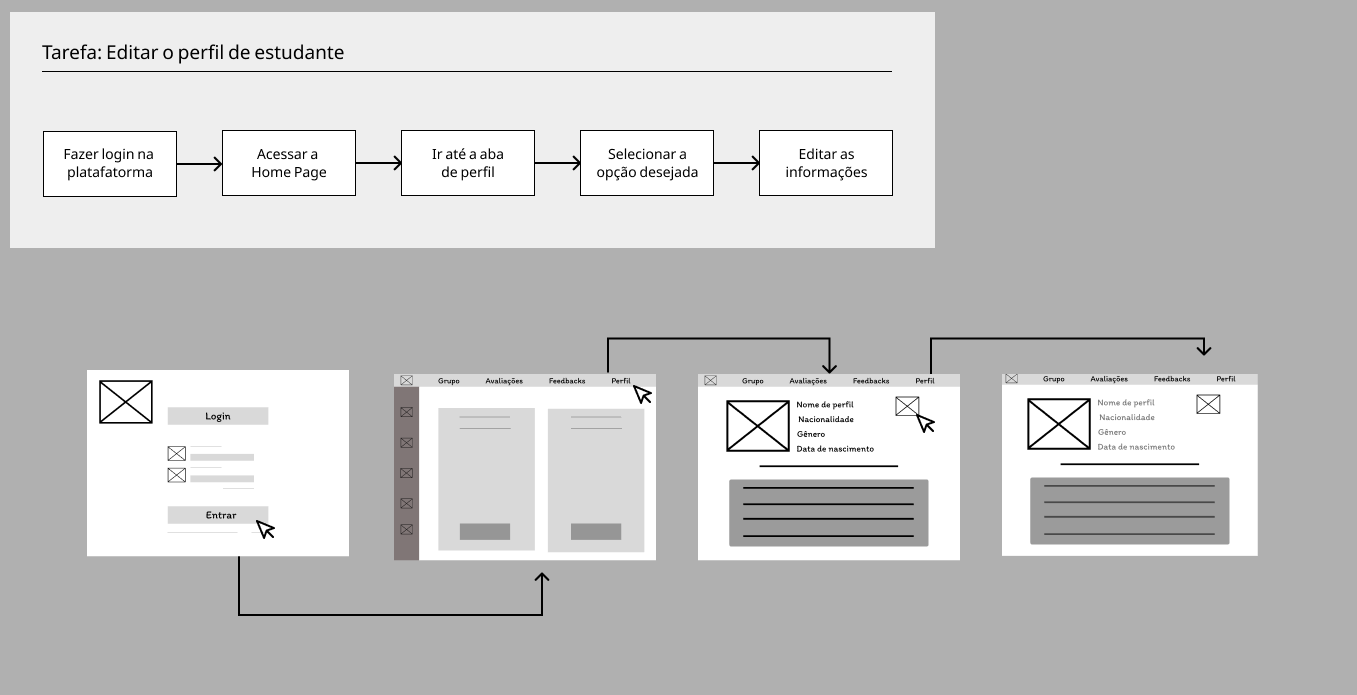 Tarefa: Editar o perfil de estudante
Fazer login na
platafatorma
Acessar a
Home Page
Ir até a aba
de perfil
Selecionar a
opção desejada
Editar as
informações
Login
Entrar
Grupo Avaliações Feedbacks Perfil
Grupo Avaliações Feedbacks Perfil
Nome de perfil
Nacionalidade
Gênero
Data de nascimento
Grupo Avaliações Feedbacks Perfil
Nome de perfil
Nacionalidade
Gênero
Data de nascimento